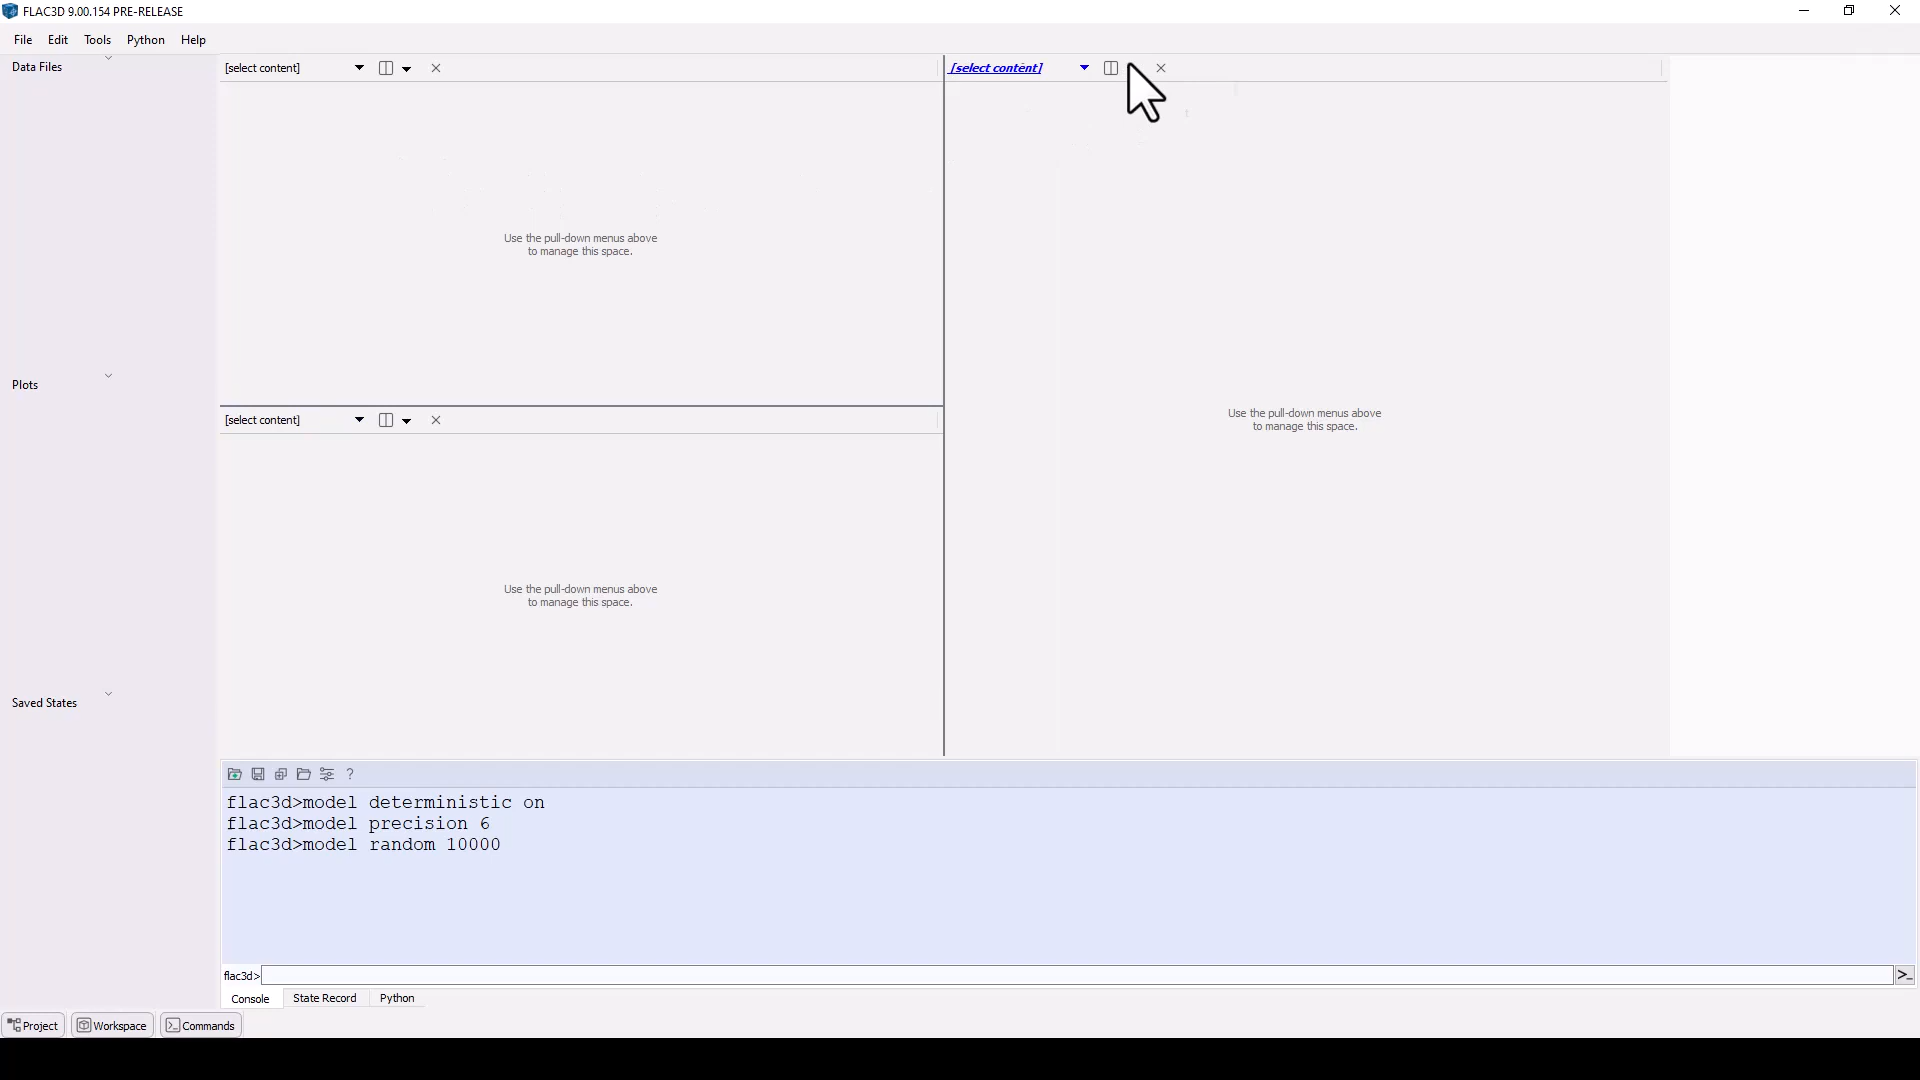 FLAC3D 9.00.154 PRE-RELEASE
File Edit Tools Python Help
Data Files
[select content]
[select content]
Use the pull-down menus above
to manage this space.
Use the pull-down menus above
to manage this space.
Plots
[select content]
Use the pull-down menus above
to manage this space.
Saved States
?
flac3d>model deterministic on
flac3d>model precision 6
flac3d>model random 10000
flac3d>
Console State Record Python
Project Workspace Commands